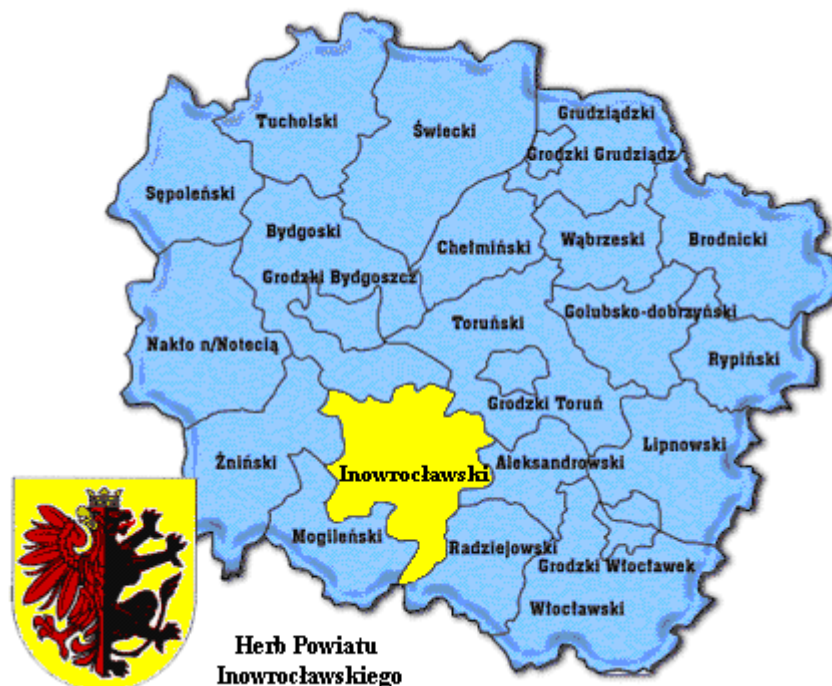 Tucholski
Świecki
Grudziądzki
Grodzki Grudziądz
Sępoleński
Bydgoski
Chełmiński
Wąbrzeski
Brodnicki
Grodzki Bydgoszcz
Toruński
Golubsko-dobrzyński
Nakło n/Notecią
Rypiński
Grodzki Toruń
Żniński
Inowrocławski
Aleksandrowski
Lipnowski
Mogileński
Radziejowski
Grodzki Włocławek
Włocławski
Herb Powiatu
Inowrocławskiego